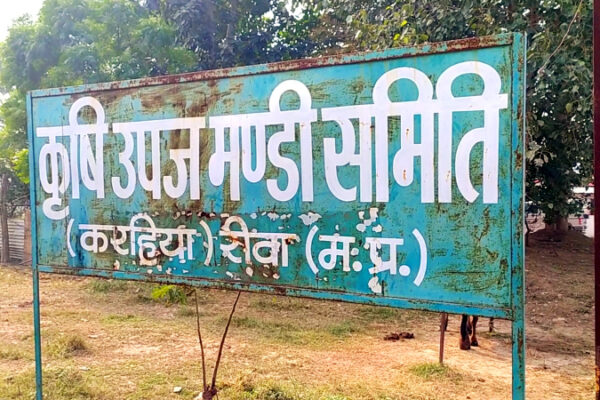 कृषि उपज मण्डी समिति
(करहिया) रीवा (म.प्र.)